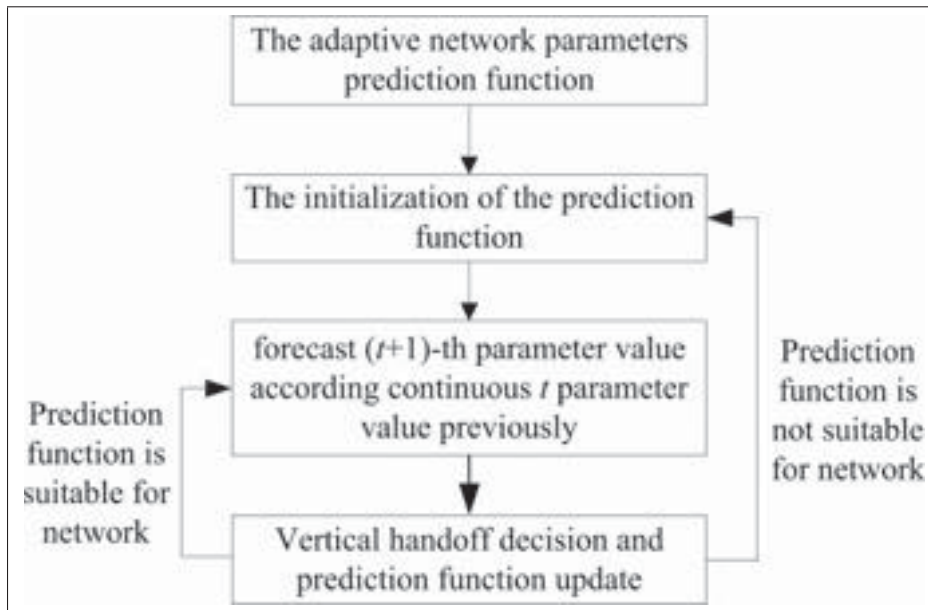 The adaptive network parameters
prediction function
The initialization of the prediction
function
forecast (t+1)-th parameter value
according continuous t parameter
value previously
Prediction
function is
suitable for
network
Prediction
function is
not suitable
for network
Vertical handoff decision and
prediction function update